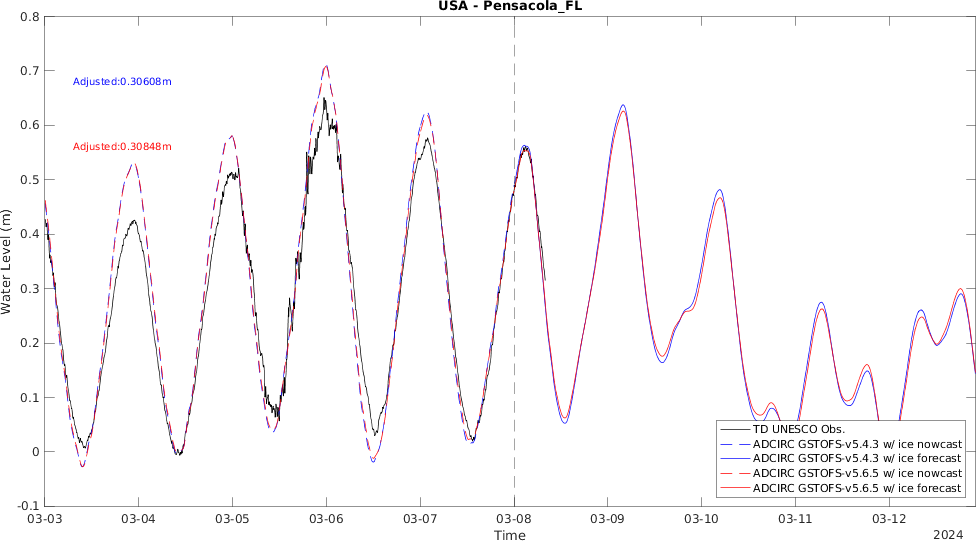 USA - Pensacola_FL
0.8
0.7
0.6
0.5
0.4
0.3
0.2
0.1
0
-0.1
Water Level (m)
Adjusted:0.30608m
Adjusted:0.30848m
TD UNESCO Obs.
ADCIRC GSTOFS-v5.4.3 w/ ice nowcast
ADCIRC GSTOFS-v5.4.3 w/ ice forecast
ADCIRC GSTOFS-v5.6.5 w/ ice nowcast
ADCIRC GSTOFS-v5.6.5 w/ ice forecast
03-03 03-04 03-05 03-06 03-07 03-08 03-09 03-10 03-11 03-12
Time
2024